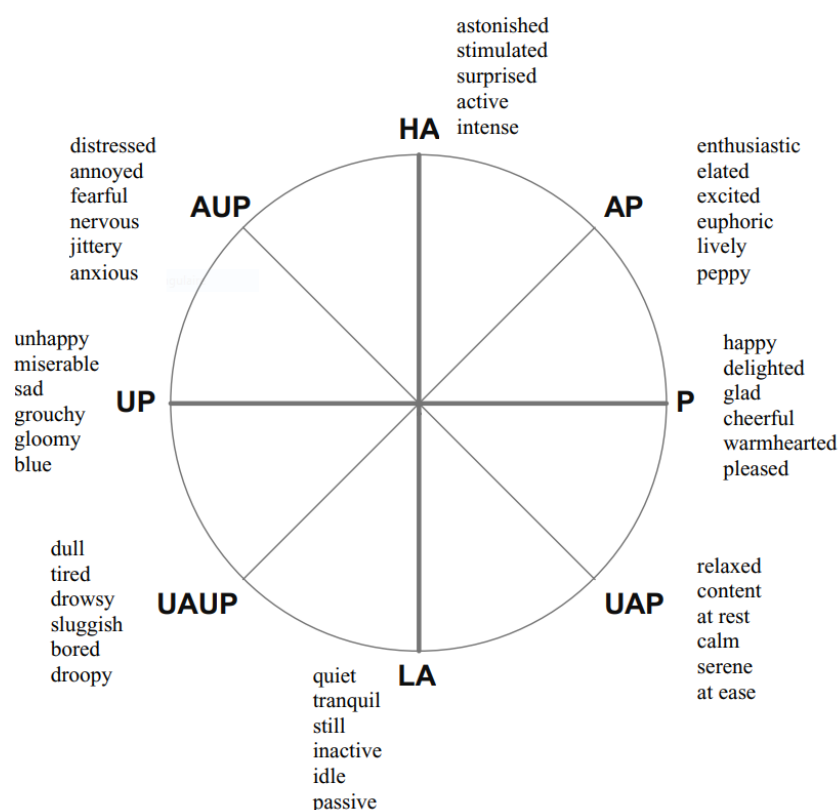 astonished
stimulated
surprised
active
intense
HA
distressed
annoyed
fearful
nervous
jittery
anxious
AUP
enthusiastic
elated
excited
euphoric
lively
peppy
AP
unhappy
miserable
sad
grouchy
gloomy
blue
UP
happy
delighted
glad
cheerful
warmhearted
pleased
P
dull
tired
drowsy
sluggish
bored
droopy
UAUP
relaxed
content
at rest
calm
serene
at ease
UAP
quiet
tranquil
still
inactive
idle
passive
LA